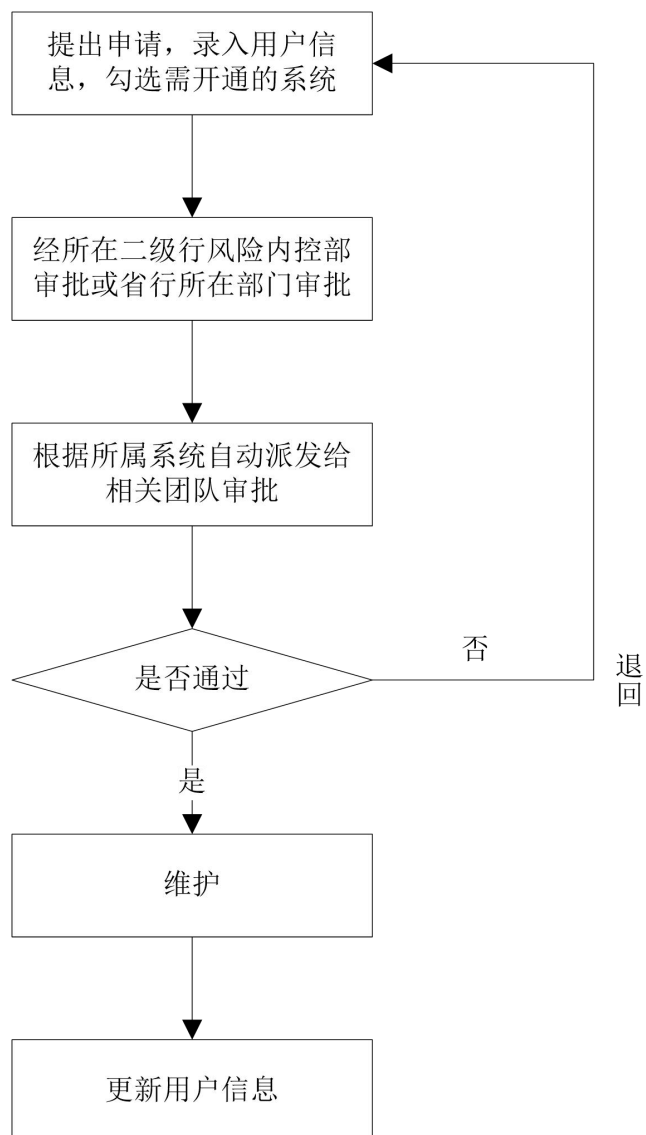 提出申请，录入用户信
息，勾选需开通的系统
经所在二级行风险内控部
审批或省行所在部门审批
根据所属系统自动派发给
相关团队审批
是否通过
否
退
回
是
维护
更新用户信息